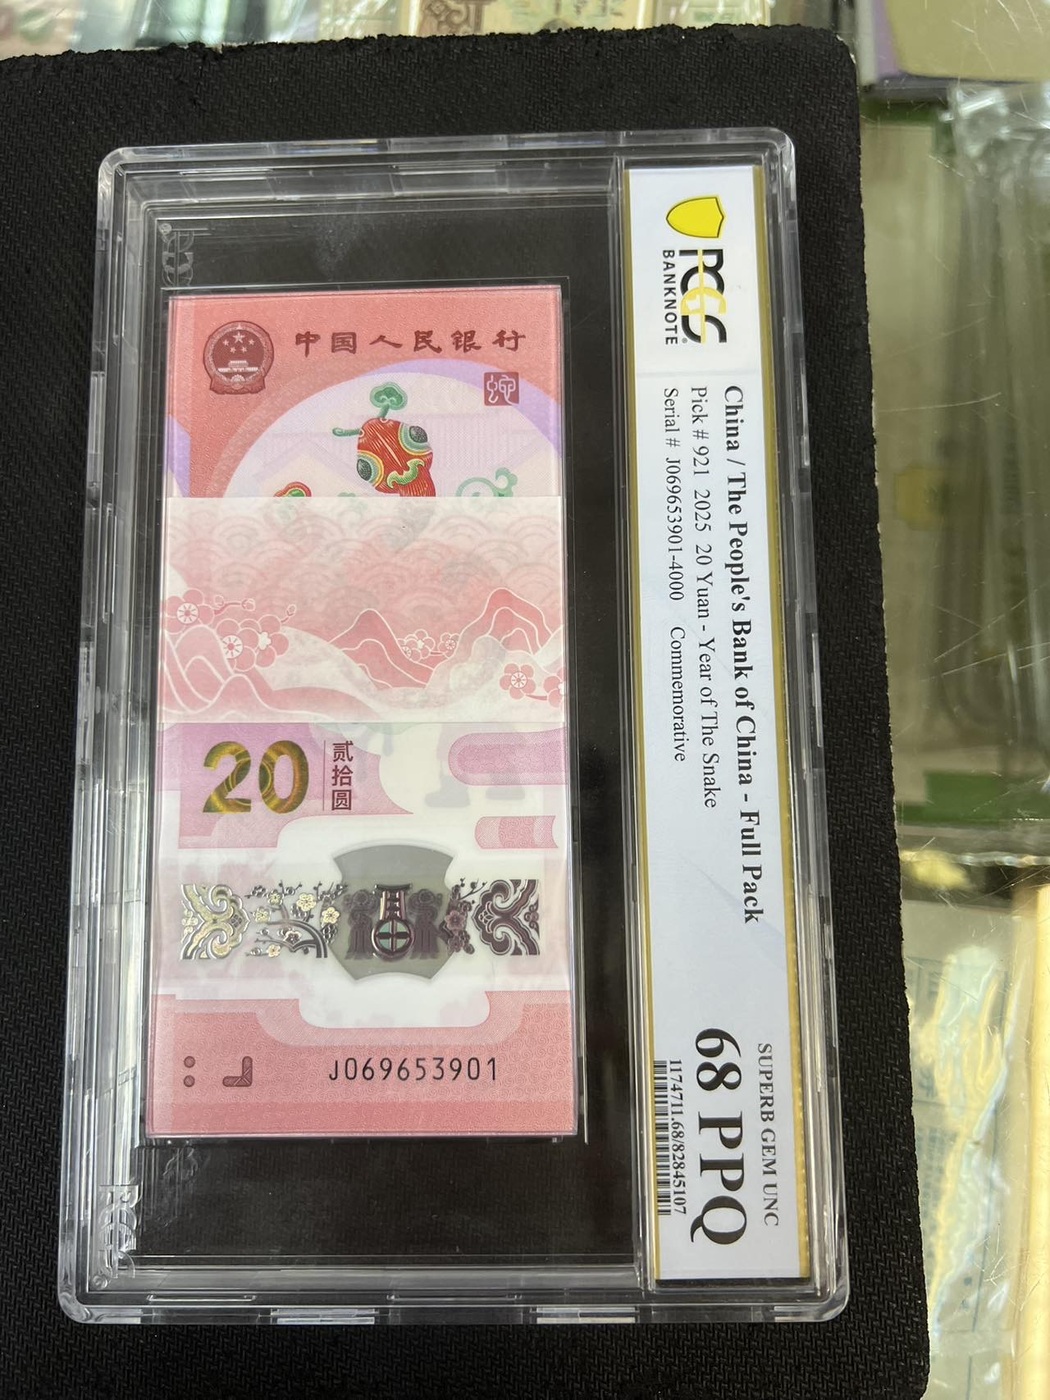 中国人民银行
20
贰拾圆
J069653901
PCGS
BANKNOTE
China / The People's Bank of China - Full Pack
Pick # 921 2025 20 Yuan - Year of The Snake
Serial # J069653901-4000 Commemorative
SUPERB GEM UNC
68 PPQ
1174711.68/82845107